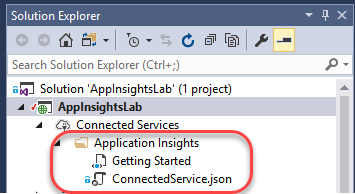 Solution Explorer
Search Solution Explorer (Ctrl+;)
Solution 'AppInsightsLab' (1 project)
AppInsightsLab
Connected Services
Application Insights
Getting Started
ConnectedService.json